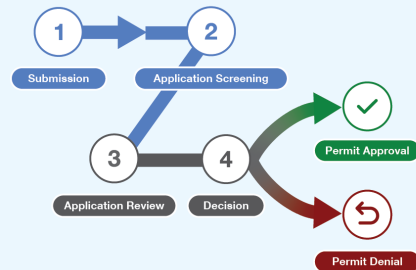 1
2
Submission
Application Screening
3
4
Permit Approval
Application Review
Decision
Permit Denial